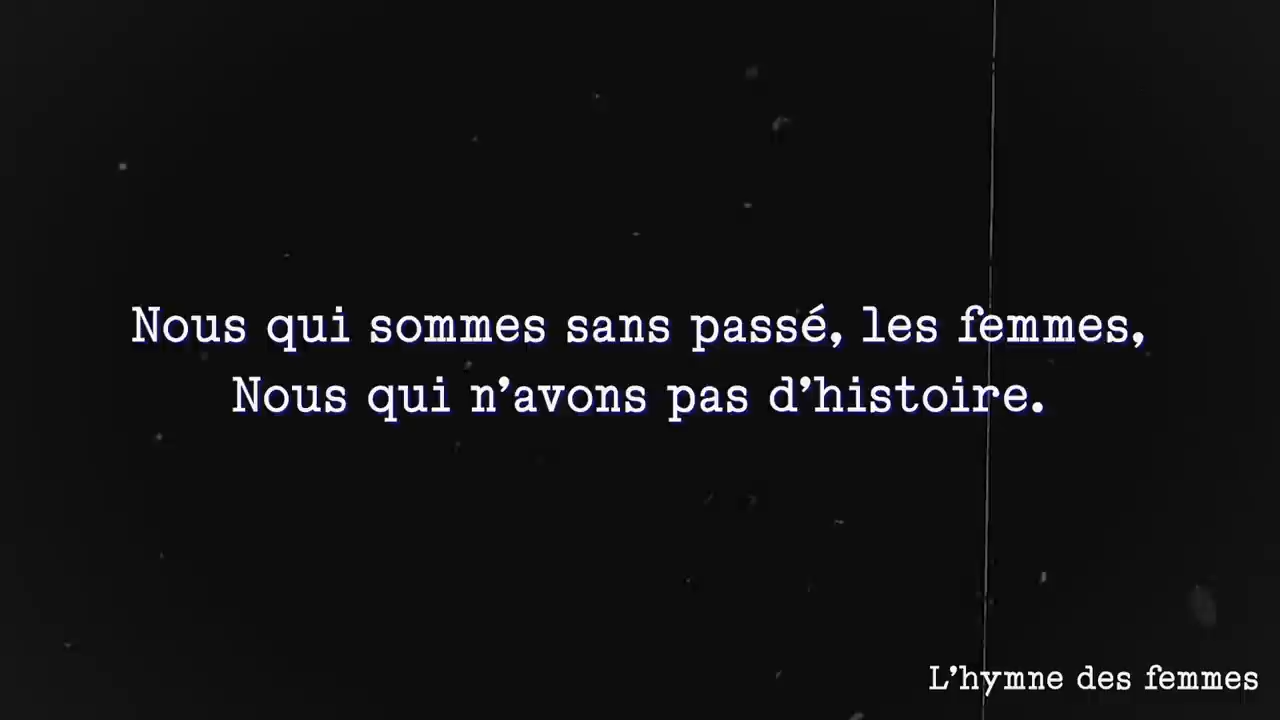 Nous qui sommes sans passé, les femmes,
Nous qui n'avons pas d'histoire.
L'hymne des femmes